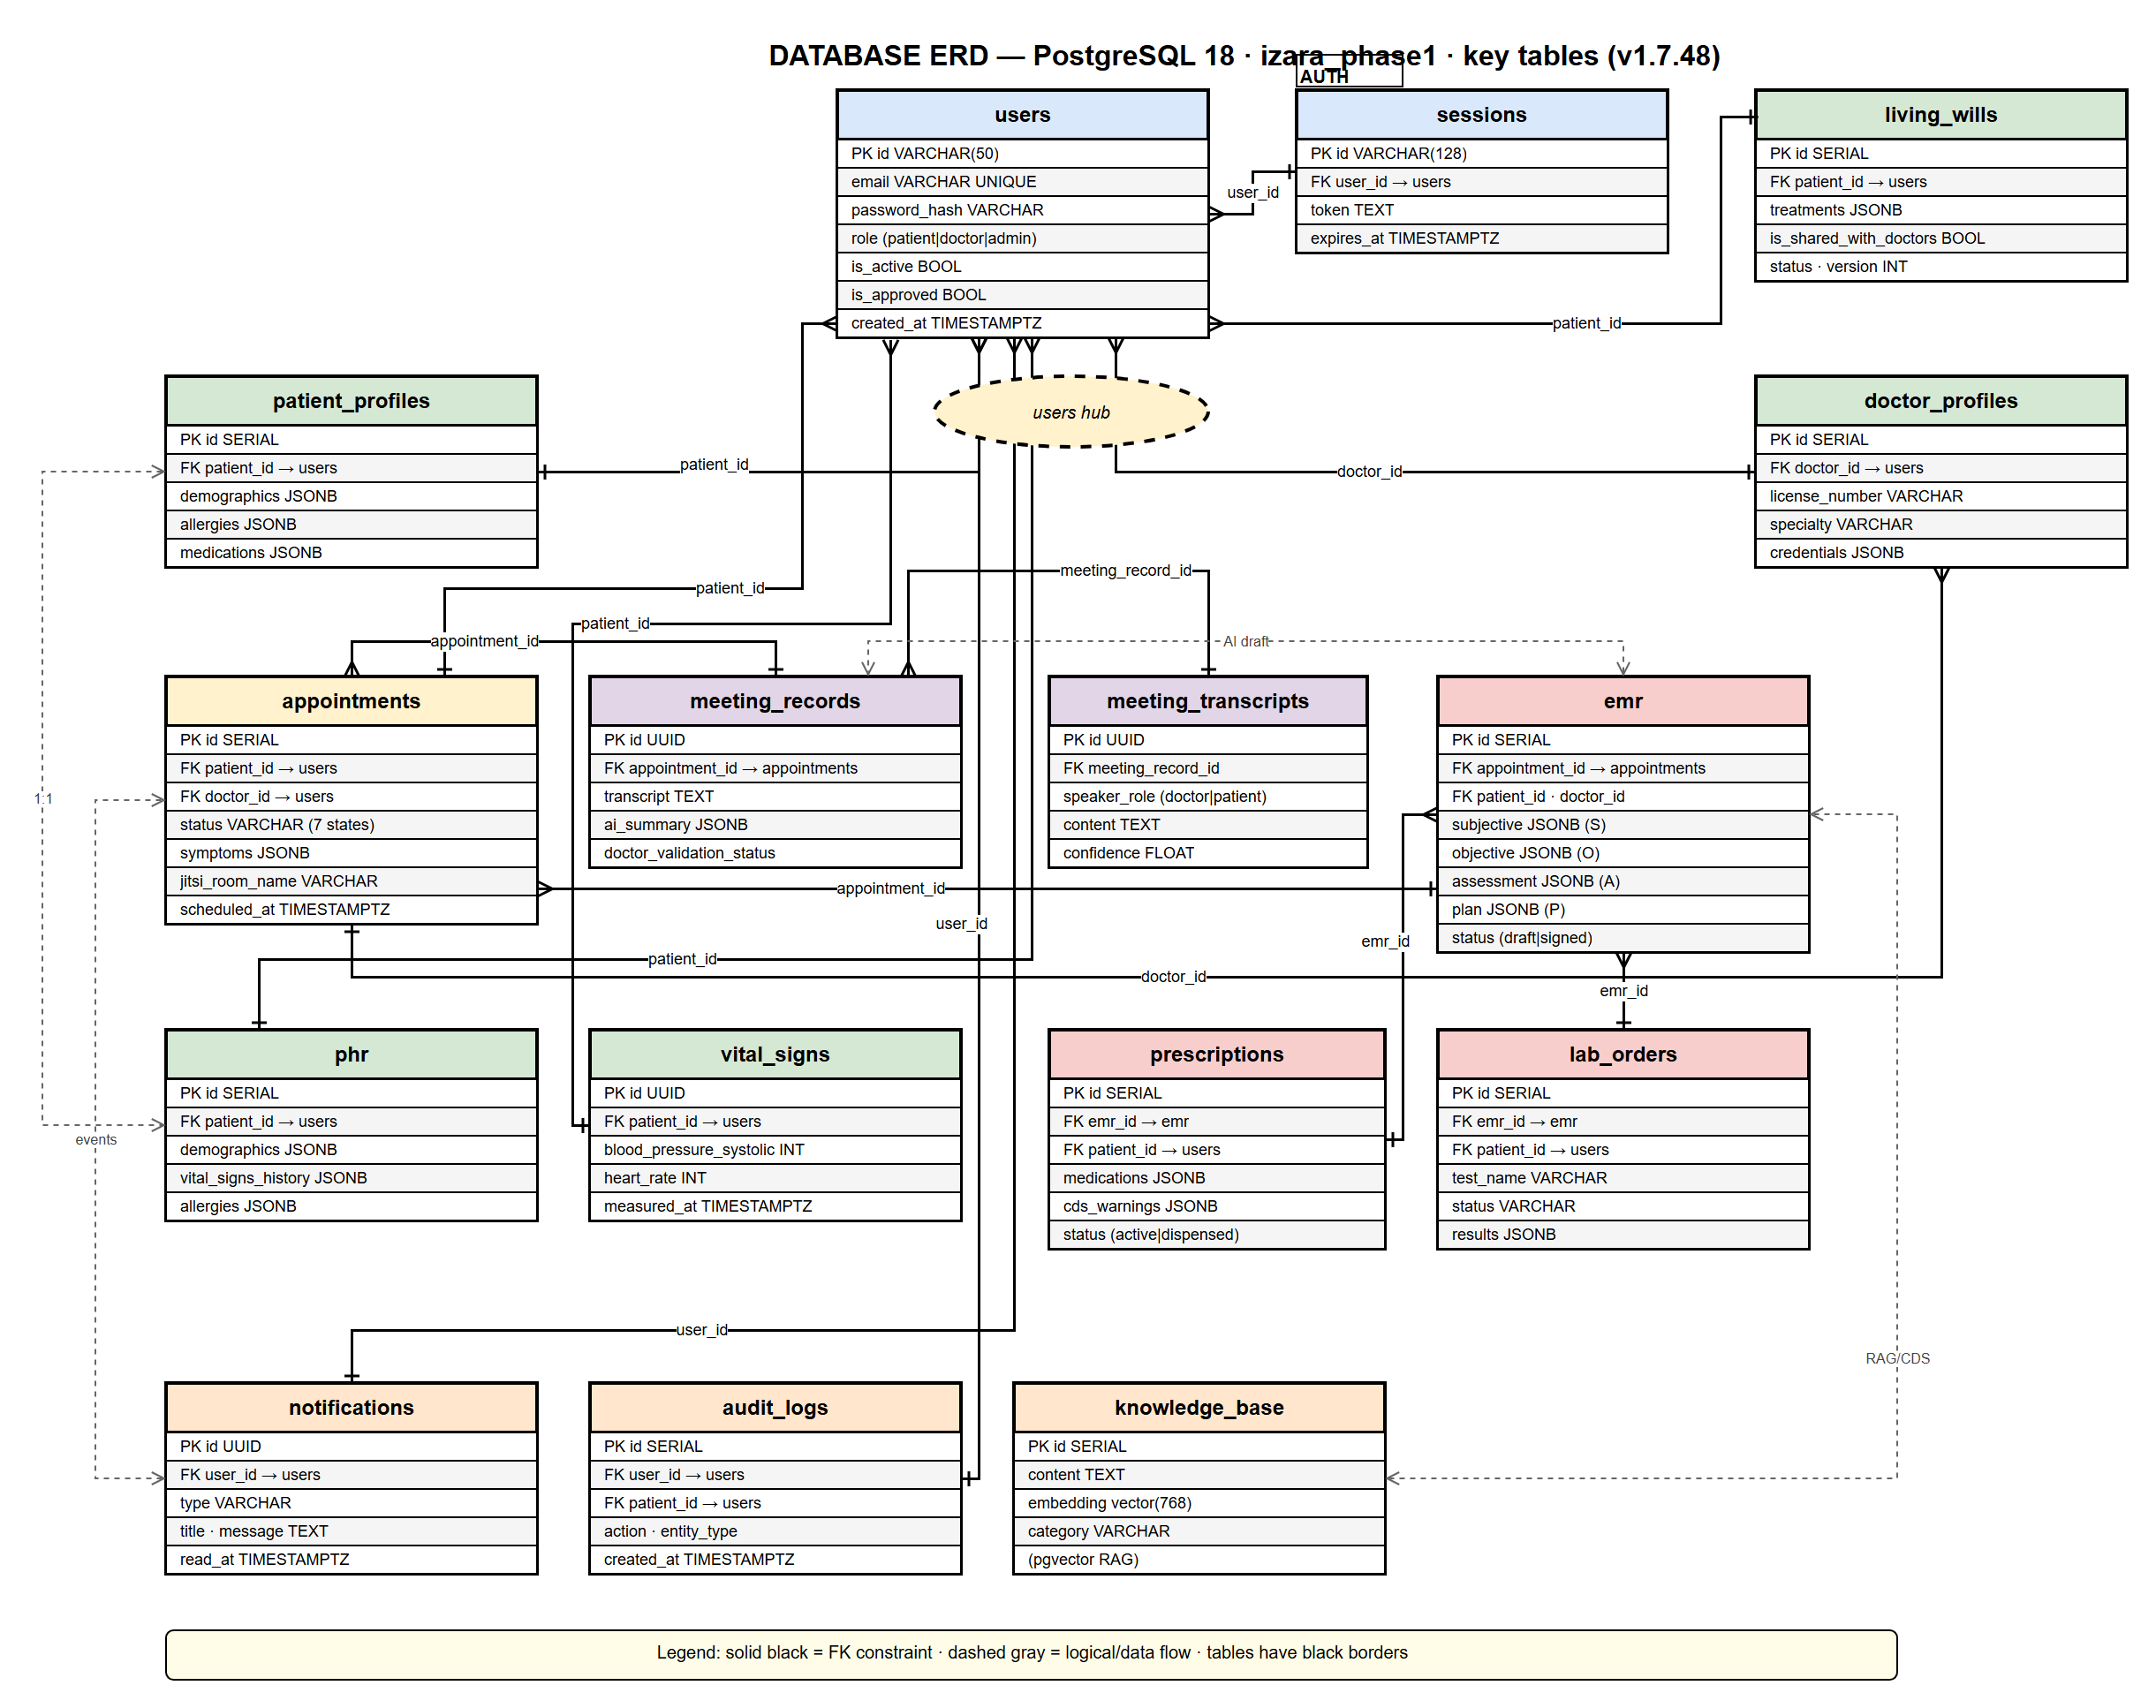 DATABASE ERD — PostgreSQL 18 · izara_phase1 · key tables (v1.7.48)
AUTH
users
PK id VARCHAR(50)
email VARCHAR UNIQUE
password_hash VARCHAR
role (patient|doctor|admin)
is_active BOOL
is_approved BOOL
created_at TIMESTAMPTZ
user_id
sessions
PK id VARCHAR(128)
FK user_id → users
token TEXT
expires_at TIMESTAMPTZ
living_wills
PK id SERIAL
FK patient_id → users
treatments JSONB
is_shared_with_doctors BOOL
status · version INT
patient_id
patient_profiles
PK id SERIAL
FK patient_id → users
demographics JSONB
allergies JSONB
medications JSONB
users hub
patient_id
doctor_id
doctor_profiles
PK id SERIAL
FK doctor_id → users
license_number VARCHAR
specialty VARCHAR
credentials JSONB
meeting_record_id
patient_id
patient_id
appointment_id
AI draft
appointments
PK id SERIAL
FK patient_id → users
FK doctor_id → users
status VARCHAR (7 states)
symptoms JSONB
jitsi_room_name VARCHAR
scheduled_at TIMESTAMPTZ
meeting_records
PK id UUID
FK appointment_id → appointments
transcript TEXT
ai_summary JSONB
doctor_validation_status
meeting_transcripts
PK id UUID
FK meeting_record_id
speaker_role (doctor|patient)
content TEXT
confidence FLOAT
emr
PK id SERIAL
FK appointment_id → appointments
FK patient_id · doctor_id
subjective JSONB (S)
objective JSONB (O)
assessment JSONB (A)
plan JSONB (P)
status (draft|signed)
1:1
appointment_id
user_id
emr_id
patient_id
doctor_id
emr_id
phr
PK id SERIAL
FK patient_id → users
demographics JSONB
vital_signs_history JSONB
allergies JSONB
vital_signs
PK id UUID
FK patient_id → users
blood_pressure_systolic INT
heart_rate INT
measured_at TIMESTAMPTZ
prescriptions
PK id SERIAL
FK emr_id → emr
FK patient_id → users
medications JSONB
cds_warnings JSONB
status (active|dispensed)
lab_orders
PK id SERIAL
FK emr_id → emr
FK patient_id → users
test_name VARCHAR
status VARCHAR
results JSONB
events
user_id
RAG/CDS
notifications
PK id UUID
FK user_id → users
type VARCHAR
title · message TEXT
read_at TIMESTAMPTZ
audit_logs
PK id SERIAL
FK user_id → users
FK patient_id → users
action · entity_type
created_at TIMESTAMPTZ
knowledge_base
PK id SERIAL
content TEXT
embedding vector(768)
category VARCHAR
(pgvector RAG)
Legend: solid black = FK constraint · dashed gray = logical/data flow · tables have black borders